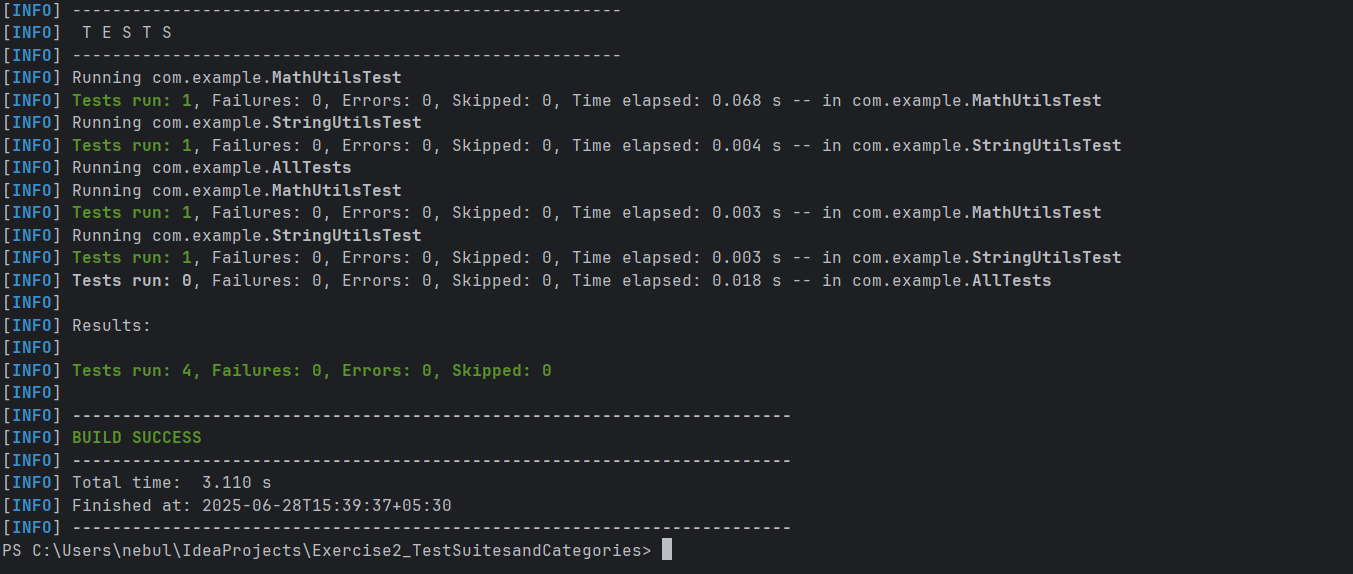 [INFO] -------------------------------------------------------
[INFO]  T E S T S
[INFO] -------------------------------------------------------
[INFO] Running com.example.MathUtilsTest
[INFO] Tests run: 1, Failures: 0, Errors: 0, Skipped: 0, Time elapsed: 0.068 s -- in com.example.MathUtilsTest
[INFO] Running com.example.StringUtilsTest
[INFO] Tests run: 1, Failures: 0, Errors: 0, Skipped: 0, Time elapsed: 0.004 s -- in com.example.StringUtilsTest
[INFO] Running com.example.AllTests
[INFO] Running com.example.MathUtilsTest
[INFO] Tests run: 1, Failures: 0, Errors: 0, Skipped: 0, Time elapsed: 0.003 s -- in com.example.MathUtilsTest
[INFO] Running com.example.StringUtilsTest
[INFO] Tests run: 1, Failures: 0, Errors: 0, Skipped: 0, Time elapsed: 0.003 s -- in com.example.StringUtilsTest
[INFO] Tests run: 0, Failures: 0, Errors: 0, Skipped: 0, Time elapsed: 0.018 s -- in com.example.AllTests
[INFO]
[INFO] Results:
[INFO]
[INFO] Tests run: 4, Failures: 0, Errors: 0, Skipped: 0
[INFO]
[INFO] ------------------------------------------------------------------------
[INFO] BUILD SUCCESS
[INFO] ------------------------------------------------------------------------
[INFO] Total time:  3.110 s
[INFO] Finished at: 2025-06-28T15:39:37+05:30
[INFO] ------------------------------------------------------------------------
PS C:\Users\nebul\IdeaProjects\Exercise2_TestSuitesandCategories>